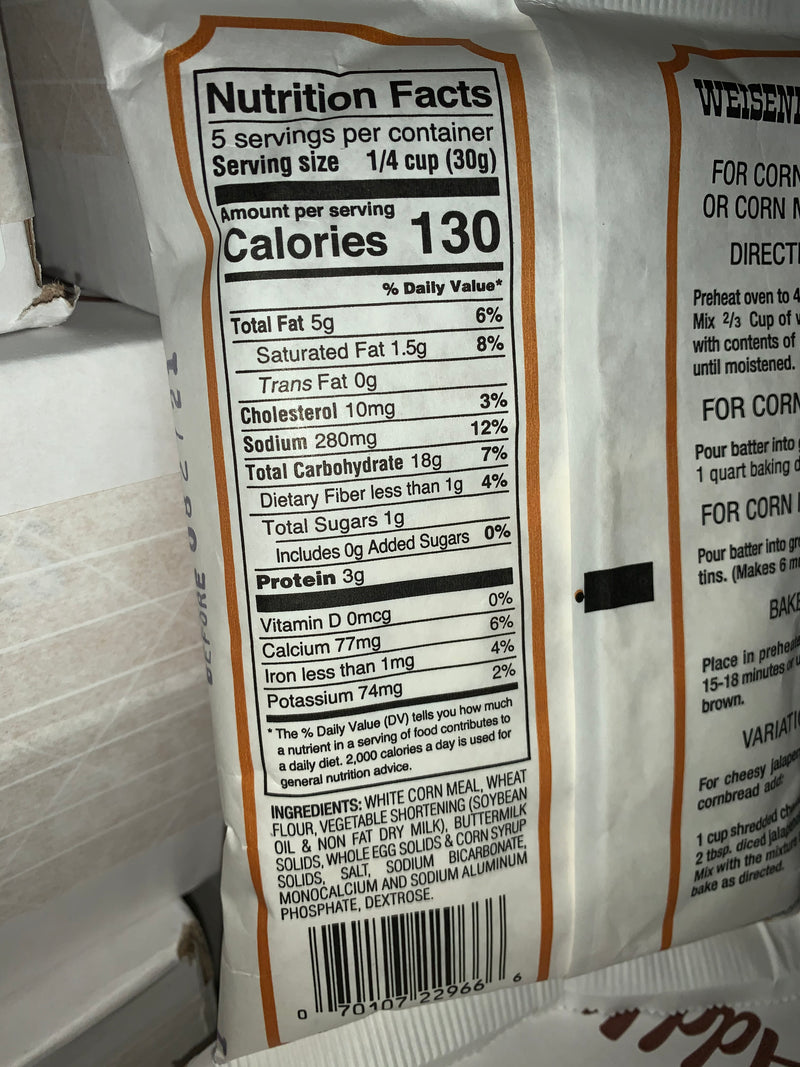 Nutrition Facts
5 servings per container
Serving size 1/4 cup (30g)
Amount per serving
Calories 130
% Daily Value*
Total Fat 5g 6%
Saturated Fat 1.5g 8%
Trans Fat 0g
Cholesterol 10mg 3%
Sodium 280mg 12%
Total Carbohydrate 18g 7%
Dietary Fiber less than 1g 4%
Total Sugars 1g
Includes 0g Added Sugars 0%
Protein 3g
Vitamin D 0mcg 0%
Calcium 77mg 6%
Iron less than 1mg 4%
Potassium 74mg 2%
* The % Daily Value (DV) tells you how much
a nutrient in a serving of food contributes to
a daily diet. 2,000 calories a day is used for
general nutrition advice.
INGREDIENTS: WHITE CORN MEAL, WHEAT
FLOUR, VEGETABLE SHORTENING (SOYBEAN
OIL & NON FAT DRY MILK), BUTTERMILK
SOLIDS, WHOLE EGG SOLIDS & CORN SYRUP
SOLIDS, SALT, SODIUM BICARBONATE,
MONOCALCIUM AND SODIUM ALUMINUM
PHOSPHATE, DEXTROSE.
0 70107 22966 6
WEISEN
FOR CORN
OR CORN
DIRECTI
Preheat oven to 4
Mix 2/3 Cup of
with contents of
until moistened.
FOR CORN
Pour batter into
1 quart baking
FOR CORN
Pour batter into gr
tins. (Makes 6
BAKE
Place in preheate
15-18 minutes or
brown.
VARIATI
For cheesy jalape
cornbread add:
1 cup shredded
2 tbsp. diced
Mix with the mixture
bake as directed.
BEFORE